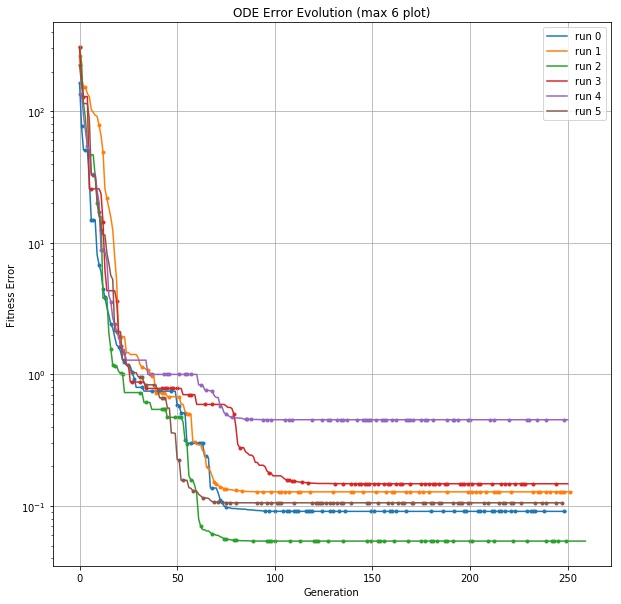 ODE Error Evolution (max 6 plot)
run 0
run 1
run 2
run 3
run 4
run 5
10²
10¹
10⁰
10⁻¹
Fitness Error
0 50 100 150 200 250
Generation